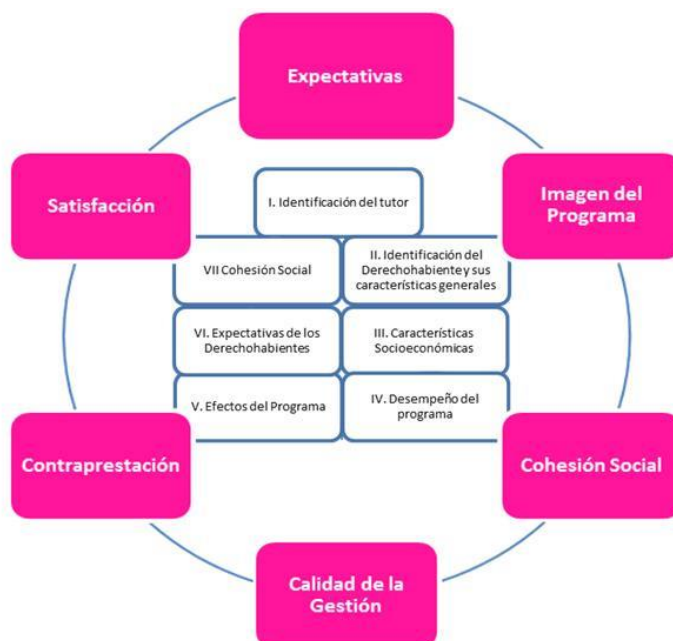 Expectativas
Satisfacción
Imagen del
Programa
I. Identificación del tutor
VII Cohesión Social
II. Identificación del
Derechohabiente y sus
características generales
VI. Expectativas de los
Derechohabientes
III. Características
Socioeconómicas
V. Efectos del Programa
IV. Desempeño del
programa
Contraprestación
Cohesión Social
Calidad de la
Gestión